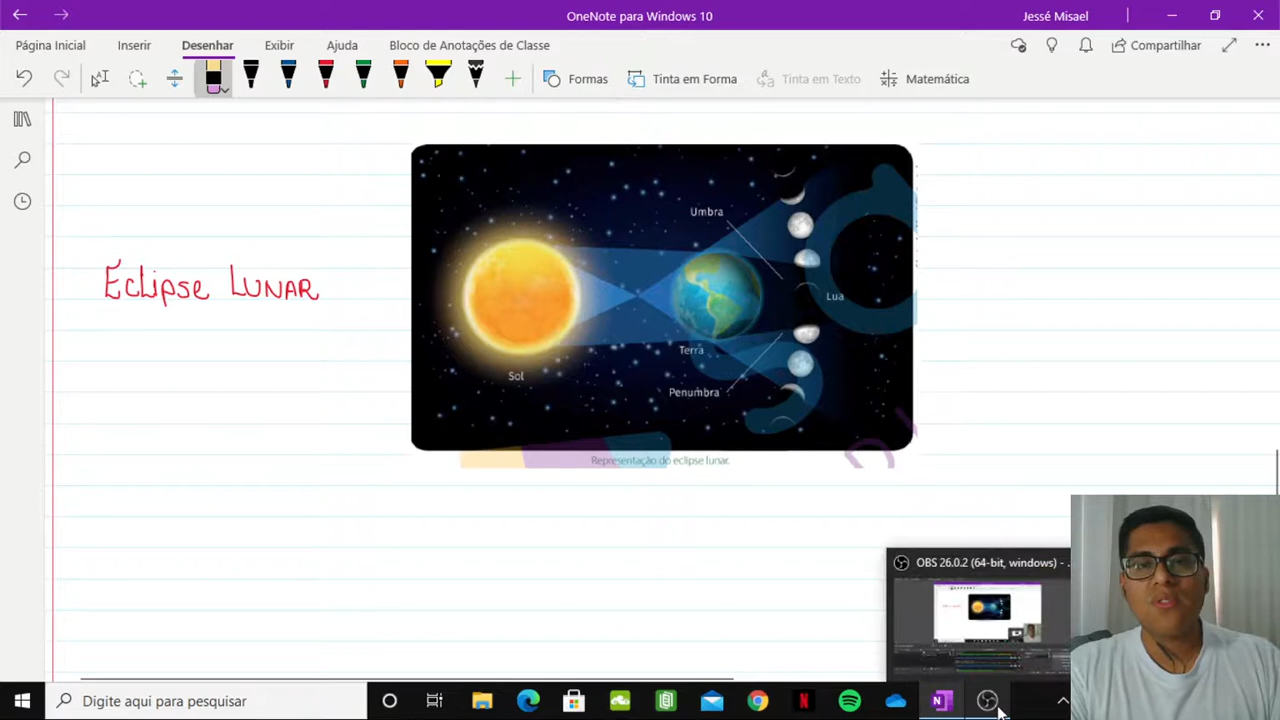 OneNote para Windows 10
Jessé Misael
Página Inicial Inserir Desenhar Exibir Ajuda Bloco de Anotações de Classe
Compartilhar
Formas Tinta em Forma Tinta em Texto Matemática
Eclipse Lunar
Umbra
Lua
Terra
Sol
Penumbra
Representação do eclipse lunar.
OBS 26.0.2 (64-bit, windows) - ..
Digite aqui para pesquisar